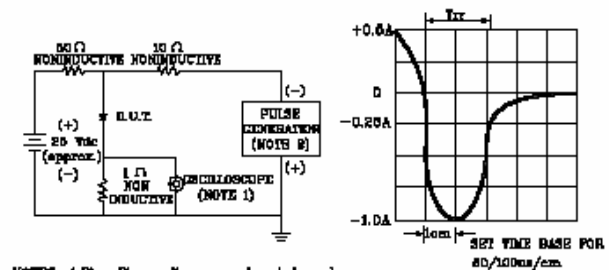 50 Ω
NONINDUCTIVE
10 Ω
NONINDUCTIVE
(+)
25 Vdc
(approx.)
(-)
D.U.T.
1 Ω
NON
INDUCTIVE
OSCILLOSCOPE
(NOTE 1)
(-)
PULSE
GENERATOR
(NOTE 2)
(+)
Trr
+0.5A
0
-0.25A
-1.0A
1cm
SET TIME BASE FOR
50/100ns/cm